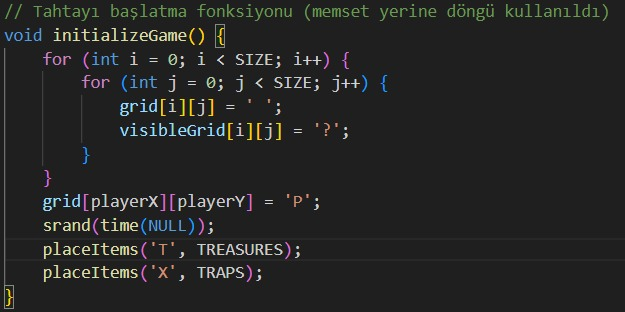 // Tahtayı başlatma fonksiyonu (memset yerine döngü kullanıldı)
void initializeGame() {
    for (int i = 0; i < SIZE; i++) {
        for (int j = 0; j < SIZE; j++) {
            grid[i][j] = ' ';
            visibleGrid[i][j] = '?';
        }
    }
    grid[playerX][playerY] = 'P';
    srand(time(NULL));
    placeItems('T', TREASURES);
    placeItems('X', TRAPS);
}